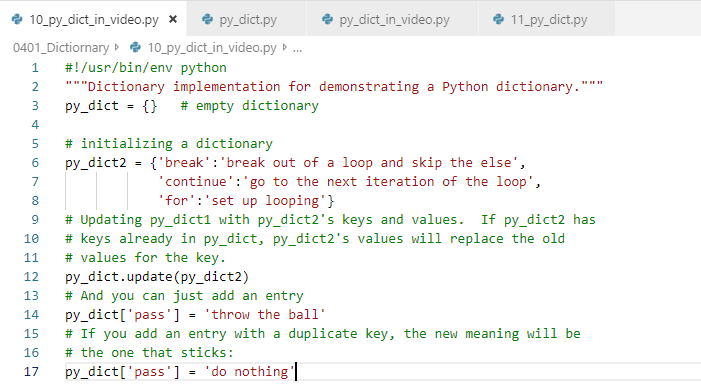 10_py_dict_in_video.py × py_dict.py py_dict_in_video.py 11_py_dict.py
0401_Dictiornary 10_py_dict_in_video.py ...
1 #!/usr/bin/env python
2 """Dictionary implementation for demonstrating a Python dictionary."""
3 py_dict = {}   # empty dictionary
4
5 # initializing a dictionary
6 py_dict2 = {'break':'break out of a loop and skip the else',
7             'continue':'go to the next iteration of the loop',
8             'for':'set up looping'}
9 # Updating py_dict1 with py_dict2's keys and values.  If py_dict2 has
10 # keys already in py_dict, py_dict2's values will replace the old
11 # values for the key.
12 py_dict.update(py_dict2)
13 # And you can just add an entry
14 py_dict['pass'] = 'throw the ball'
15 # If you add an entry with a duplicate key, the new meaning will be
16 # the one that sticks:
17 py_dict['pass'] = 'do nothing'